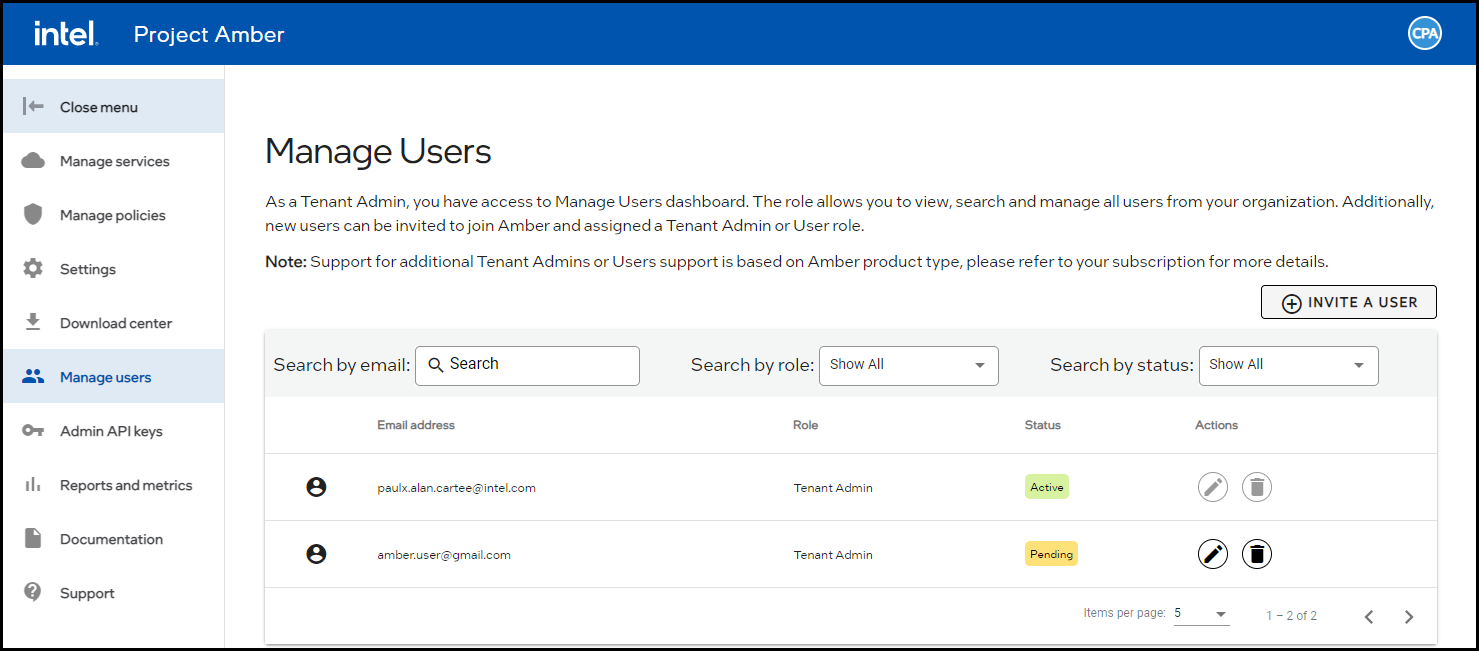 intel. Project Amber CPA
Close menu
Manage services
Manage policies
Settings
Download center
Manage users
Admin API keys
Reports and metrics
Documentation
Support
Manage Users
As a Tenant Admin, you have access to Manage Users dashboard. The role allows you to view, search and manage all users from your organization. Additionally,
new users can be invited to join Amber and assigned a Tenant Admin or User role.
Note: Support for additional Tenant Admins or Users support is based on Amber product type, please refer to your subscription for more details.
INVITE A USER
Search by email: Search Search by role: Show All Search by status: Show All
Email address Role Status Actions
paulx.alan.cartee@intel.com Tenant Admin Active
amber.user@gmail.com Tenant Admin Pending
Items per page: 5 1 – 2 of 2